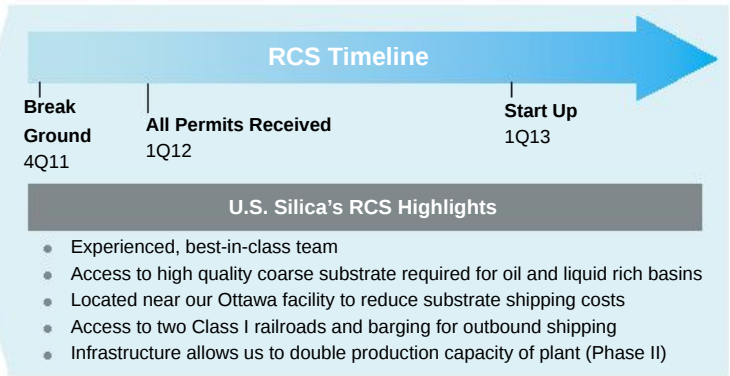 RCS Timeline
Break
Ground
4Q11
All Permits Received
1Q12
Start Up
1Q13
U.S. Silica’s RCS Highlights
Experienced, best-in-class team
Access to high quality coarse substrate required for oil and liquid rich basins
Located near our Ottawa facility to reduce substrate shipping costs
Access to two Class I railroads and barging for outbound shipping
Infrastructure allows us to double production capacity of plant (Phase II)